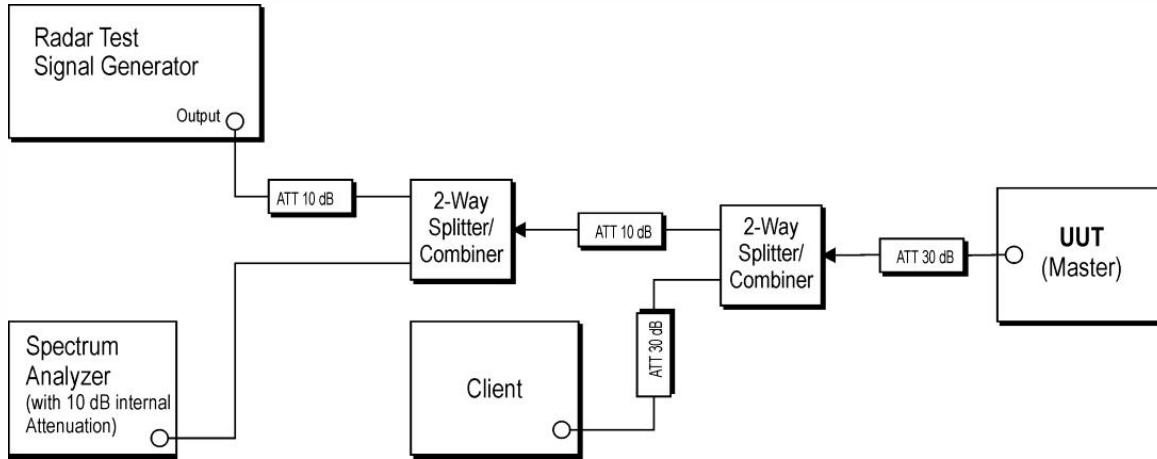 Radar Test
Signal Generator
Output
ATT 10 dB
2-Way
Splitter/
Combiner
ATT 10 dB
2-Way
Splitter/
Combiner
ATT 30 dB
UUT
(Master)
ATT 30 dB
Spectrum
Analyzer
(with 10 dB internal
Attenuation)
Client